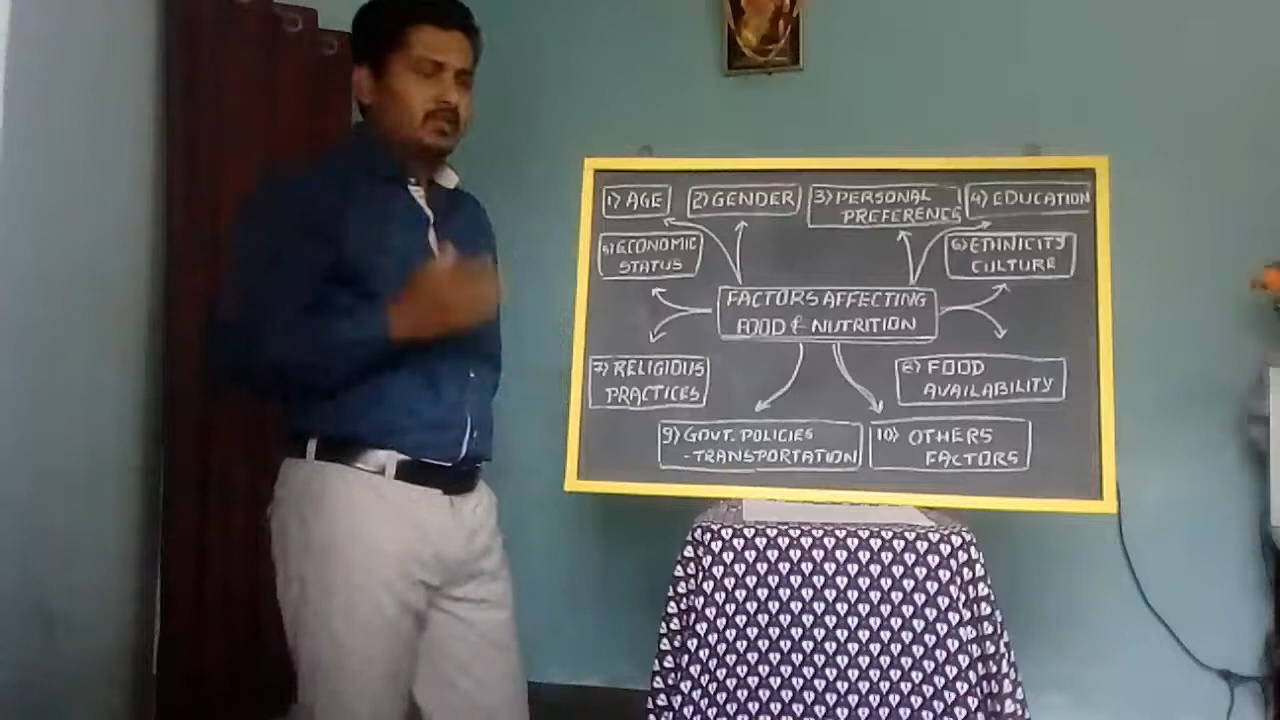 1) AGE
2) GENDER
3) PERSONAL
PREFERENCE
4) EDUCATION
5) ECONOMIC
STATUS
6) ETHNICITY
CULTURE
FACTORS AFFECTING
FOOD & NUTRITION
7) RELIGIOUS
PRACTICES
8) FOOD
AVAILABILITY
9) GOVT. POLICIES
-TRANSPORTATION
10) OTHERS
FACTORS